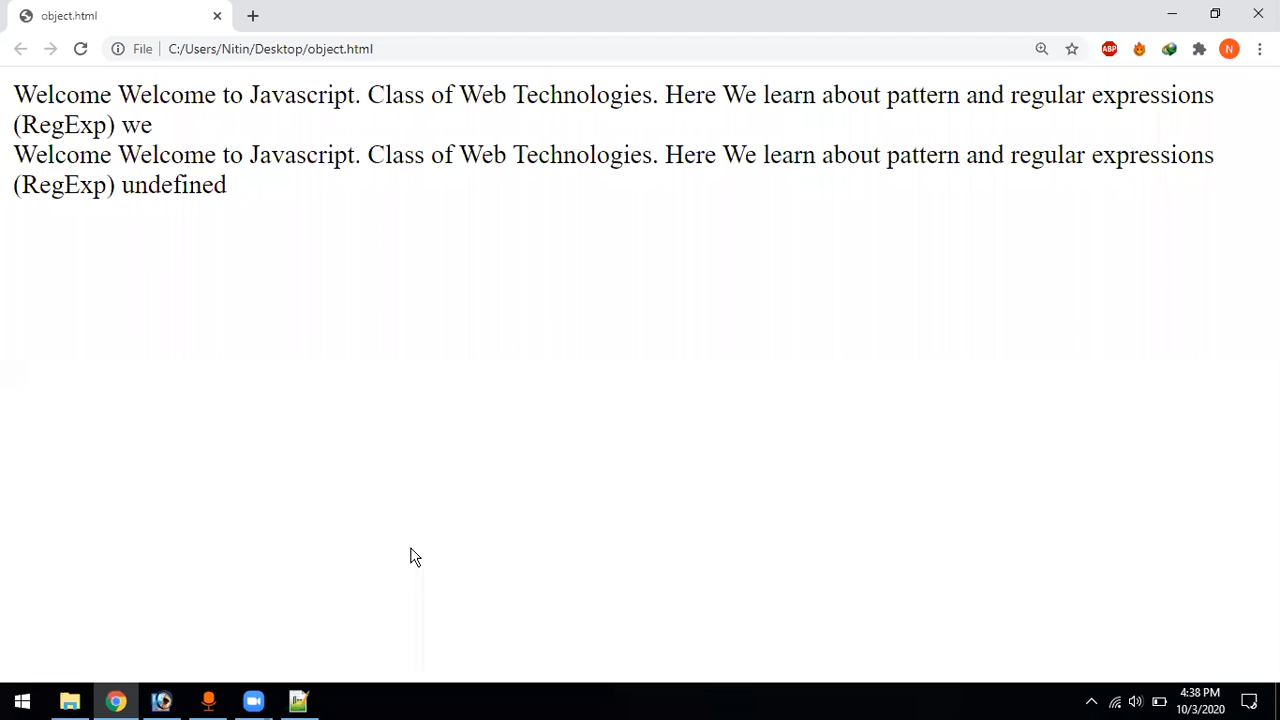 object.html
File
C:/Users/Nitin/Desktop/object.html
ABP
N
Welcome Welcome to Javascript. Class of Web Technologies. Here We learn about pattern and regular expressions
(RegExp) we
Welcome Welcome to Javascript. Class of Web Technologies. Here We learn about pattern and regular expressions
(RegExp) undefined
4:38 PM
10/3/2020